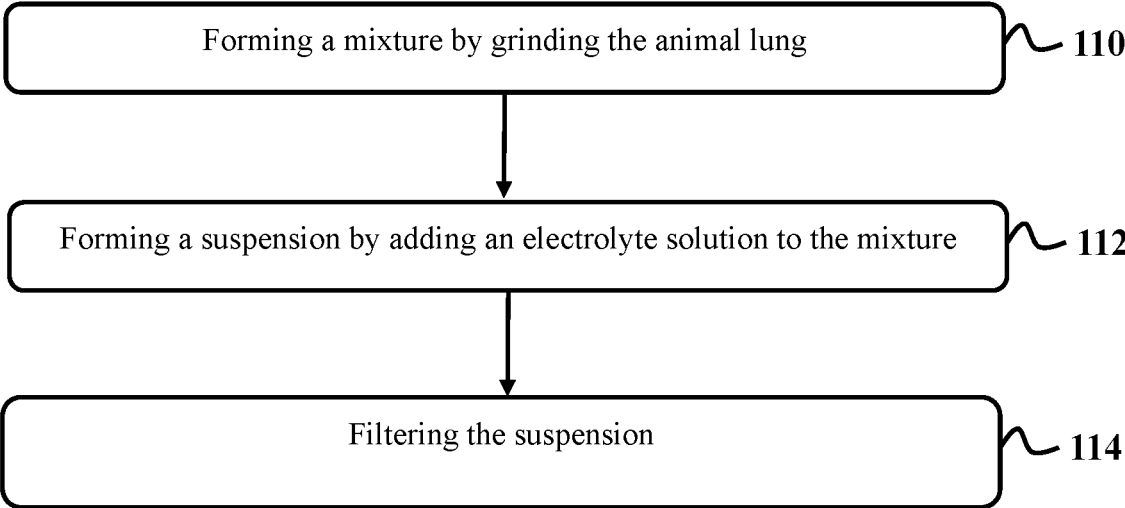 Forming a mixture by grinding the animal lung
110
Forming a suspension by adding an electrolyte solution to the mixture
112
Filtering the suspension
114